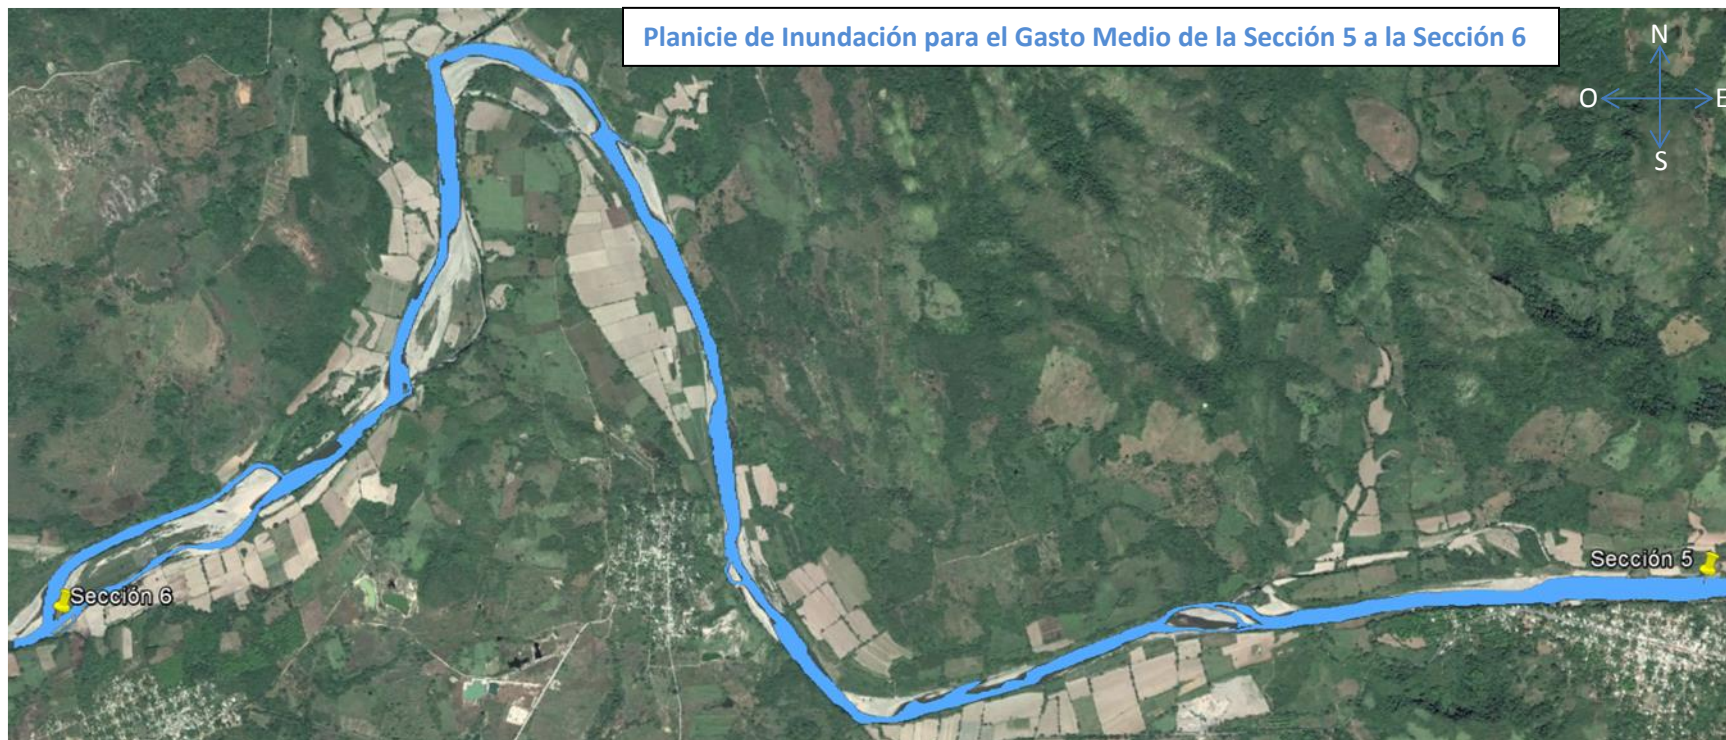 Planicie de Inundación para el Gasto Medio de la Sección 5 a la Sección 6
N
O
E
S
Sección 5
Sección 6